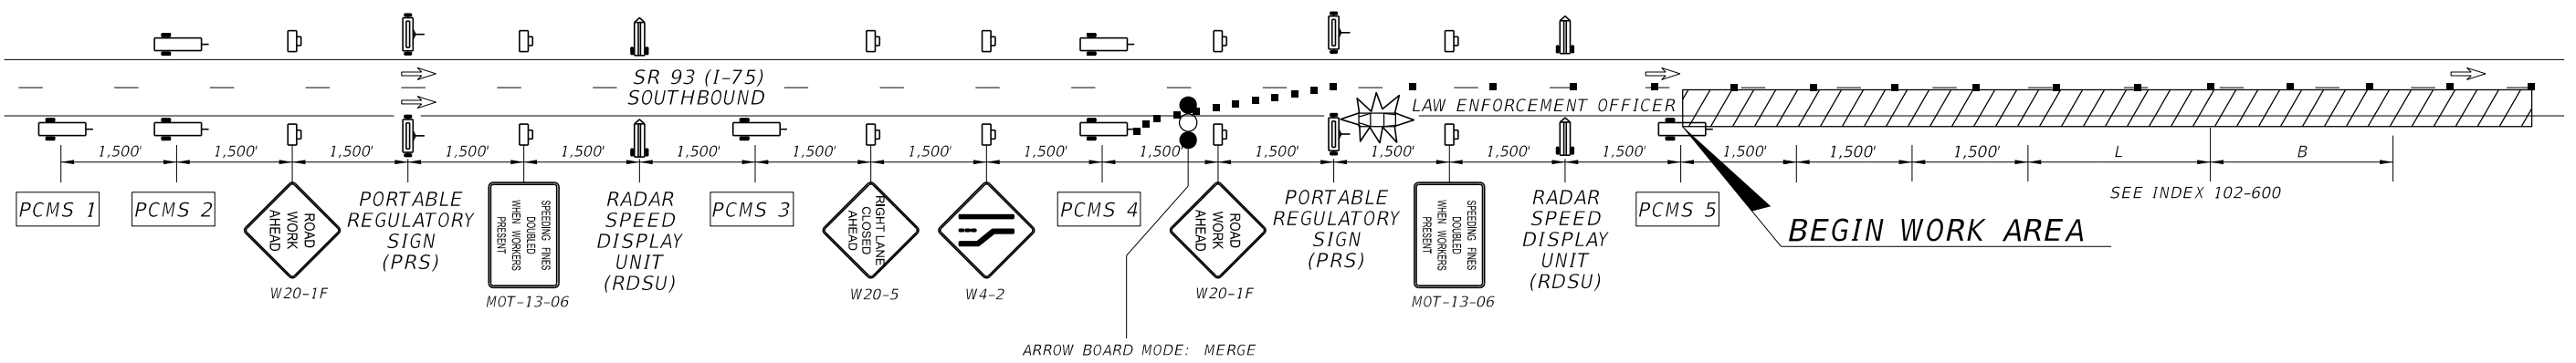 SR 93 (I-75)
SOUTHBOUND
LAW ENFORCEMENT OFFICER
1,500' 1,500' 1,500' 1,500' 1,500' 1,500' 1,500' 1,500' 1,500' 1,500' 1,500' 1,500' 1,500' 1,500' 1,500' 1,500' 1,500' L B
SEE INDEX 102-600
PCMS 1
PCMS 2
ROAD
WORK
AHEAD
W20-1F
PORTABLE
REGULATORY
SIGN
(PRS)
SPEEDING FINES
DOUBLED
WHEN WORKERS
PRESENT
MOT-13-06
RADAR
SPEED
DISPLAY
UNIT
(RDSU)
PCMS 3
RIGHT LANE
CLOSED
AHEAD
W20-5
W4-2
PCMS 4
ROAD
WORK
AHEAD
W20-1F
PORTABLE
REGULATORY
SIGN
(PRS)
SPEEDING FINES
DOUBLED
WHEN WORKERS
PRESENT
MOT-13-06
RADAR
SPEED
DISPLAY
UNIT
(RDSU)
PCMS 5
BEGIN WORK AREA
ARROW BOARD MODE: MERGE